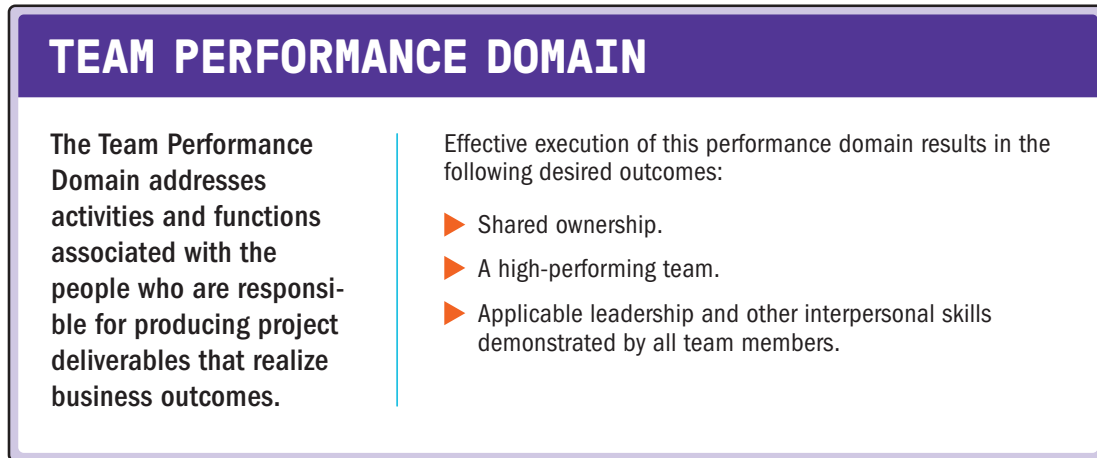 TEAM PERFORMANCE DOMAIN
The Team Performance
Domain addresses
activities and functions
associated with the
people who are responsi-
ble for producing project
deliverables that realize
business outcomes.
Effective execution of this performance domain results in the
following desired outcomes:
Shared ownership.
A high-performing team.
Applicable leadership and other interpersonal skills
demonstrated by all team members.